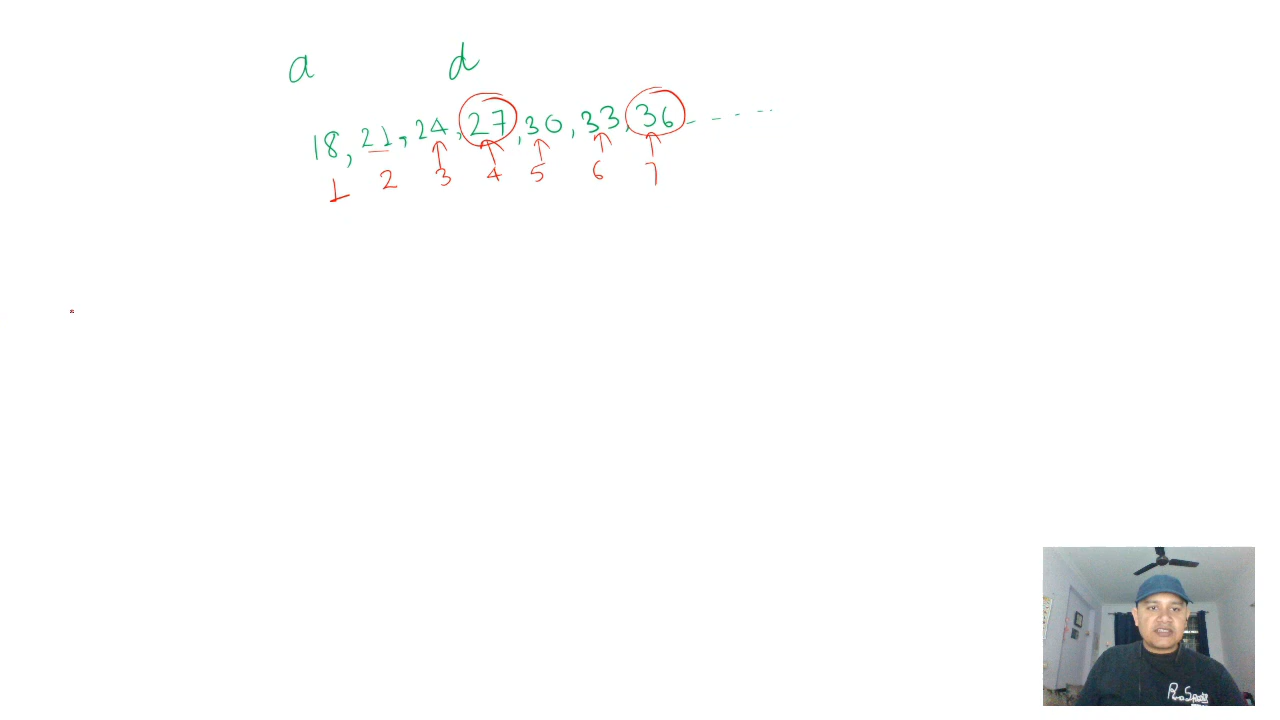 a d
18, 21, 24, 27, 30, 33, 36 ------
1 2 3 4 5 6 7